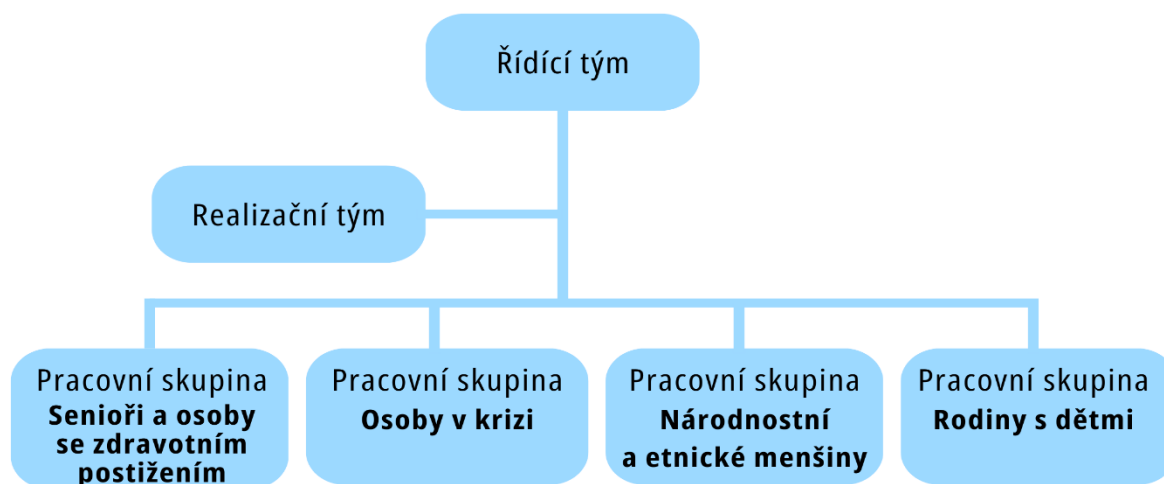 Řídící tým
Realizační tým
Pracovní skupina
Senioři a osoby
se zdravotním
postižením
Pracovní skupina
Osoby v krizi
Pracovní skupina
Národnostní
a etnické menšiny
Pracovní skupina
Rodiny s dětmi